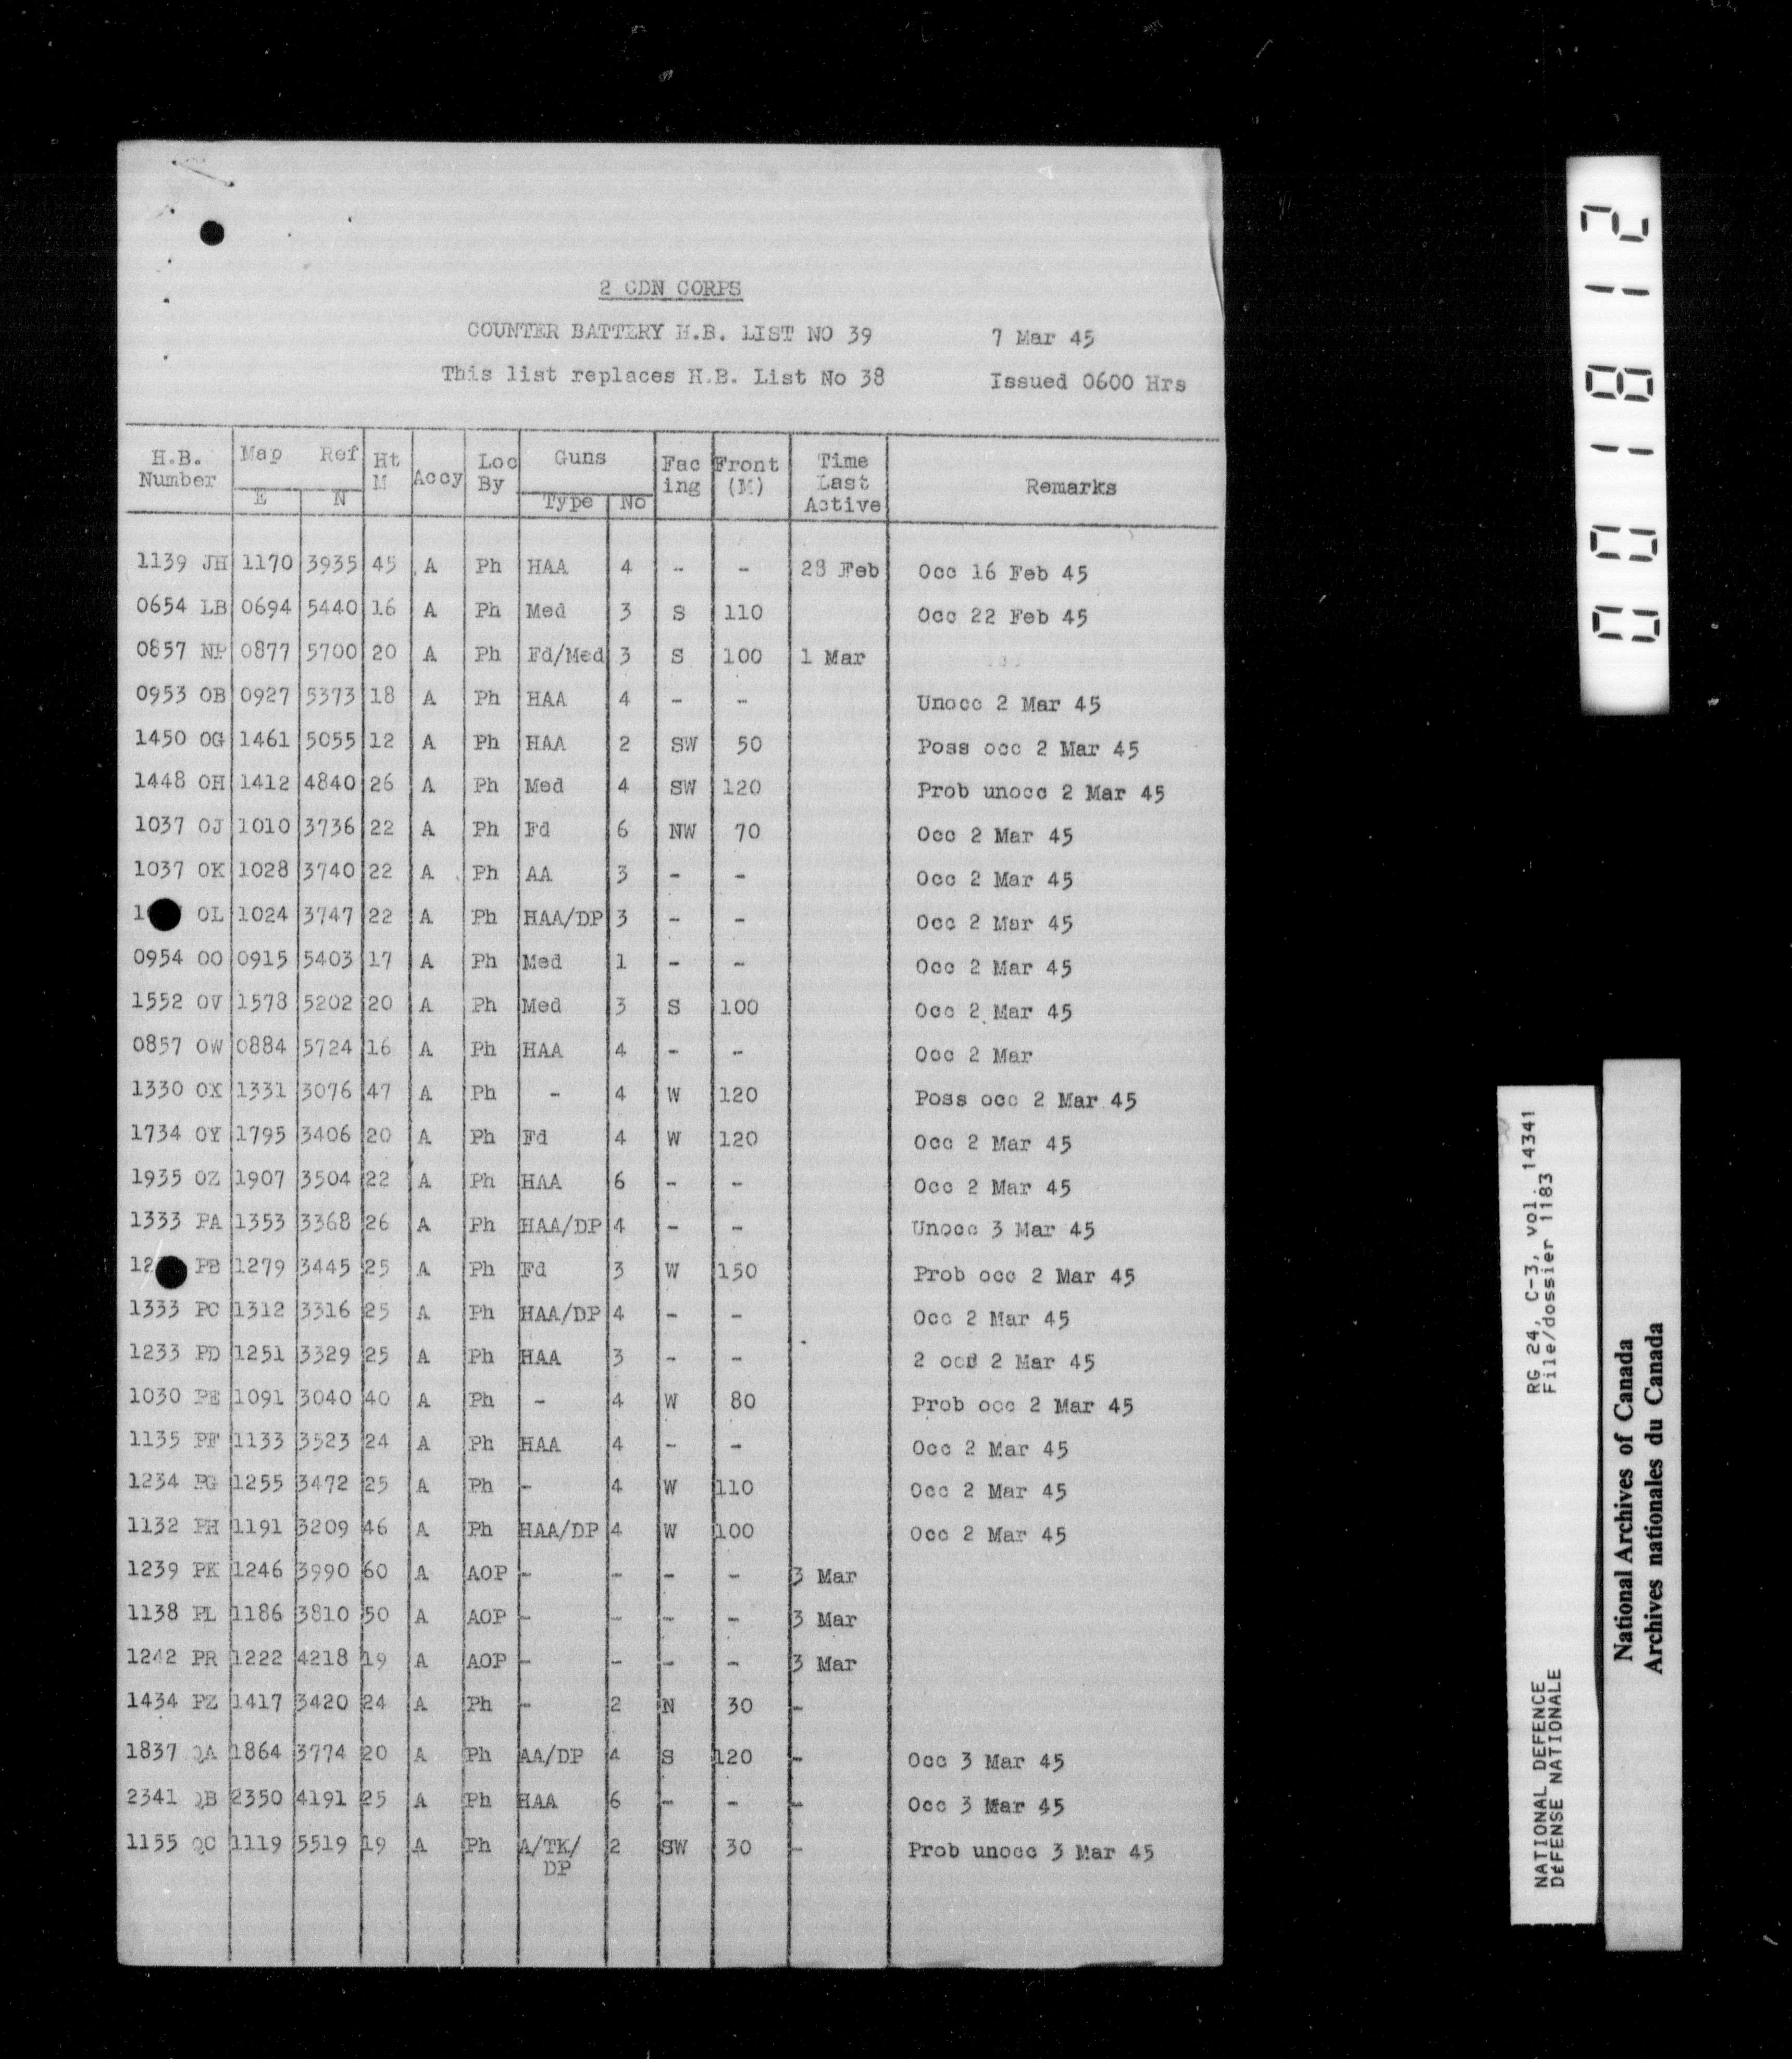 2 CDN CORPS
COUNTER BATTERY H.B. LIST NO 39 7 Mar 45
This list replaces H.B. List No 38 Issued 0600 Hrs
H.B. Number Map Ref E N Ht M Accy Loc By Guns Type No Fac ing Front (M) Time Last Active Remarks
1139 JH 1170 3935 45 A Ph HAA 4 - - 28 Feb Occ 16 Feb 45
0654 LB 0694 5440 16 A Ph Med 3 S 110 Occ 22 Feb 45
0857 NP 0877 5700 20 A Ph Fd/Med 3 S 100 1 Mar
0953 OB 0927 5373 18 A Ph HAA 4 - - Unocc 2 Mar 45
1450 OG 1461 5055 12 A Ph HAA 2 SW 50 Poss occ 2 Mar 45
1448 OH 1412 4840 26 A Ph Med 4 SW 120 Prob unocc 2 Mar 45
1037 OJ 1010 3736 22 A Ph Fd 6 NW 70 Occ 2 Mar 45
1037 OK 1028 3740 22 A Ph AA 3 - - Occ 2 Mar 45
1 OL 1024 3747 22 A Ph HAA/DP 3 - - Occ 2 Mar 45
0954 OO 0915 5403 17 A Ph Med 1 - - Occ 2 Mar 45
1552 OV 1578 5202 20 A Ph Med 3 S 100 Occ 2 Mar 45
0857 OW 0884 5724 16 A Ph HAA 4 - - Occ 2 Mar
1330 OX 1331 3076 47 A Ph - 4 W 120 Poss occ 2 Mar 45
1734 OY 1795 3406 20 A Ph Fd 4 W 120 Occ 2 Mar 45
1935 OZ 1907 3504 22 A Ph HAA 6 - - Occ 2 Mar 45
1333 PA 1353 3368 26 A Ph HAA/DP 4 - - Unocc 3 Mar 45
12 PB 1279 3445 25 A Ph Fd 3 W 150 Prob occ 2 Mar 45
1333 PC 1312 3316 25 A Ph HAA/DP 4 - - Occ 2 Mar 45
1233 PD 1251 3329 25 A Ph HAA 3 - - 2 occ 2 Mar 45
1030 PE 1091 3040 40 A Ph - 4 W 80 Prob occ 2 Mar 45
1135 PF 1133 3523 24 A Ph HAA 4 - - Occ 2 Mar 45
1234 PG 1255 3472 25 A Ph - 4 W 110 Occ 2 Mar 45
1132 PH 1191 3209 46 A Ph HAA/DP 4 W 100 Occ 2 Mar 45
1239 PK 1246 3990 60 A AOP - - - - 3 Mar
1138 PL 1186 3810 50 A AOP - - - - 3 Mar
1242 PR 1222 4218 19 A AOP - - - - 3 Mar
1434 PZ 1417 3420 24 A Ph - 2 N 30 -
1837 QA 1864 3774 20 A Ph AA/DP 4 S 120 - Occ 3 Mar 45
2341 QB 2350 4191 25 A Ph HAA 6 - - - Occ 3 Mar 45
1155 QC 1119 5519 19 A Ph A/TK/ 2 SW 30 - Prob unocc 3 Mar 45
DP
001812
RG 24, C-3, vol. 14341
File/dossier 1183
NATIONAL DEFENCE
DÉFENSE NATIONALE
National Archives of Canada
Archives nationales du Canada